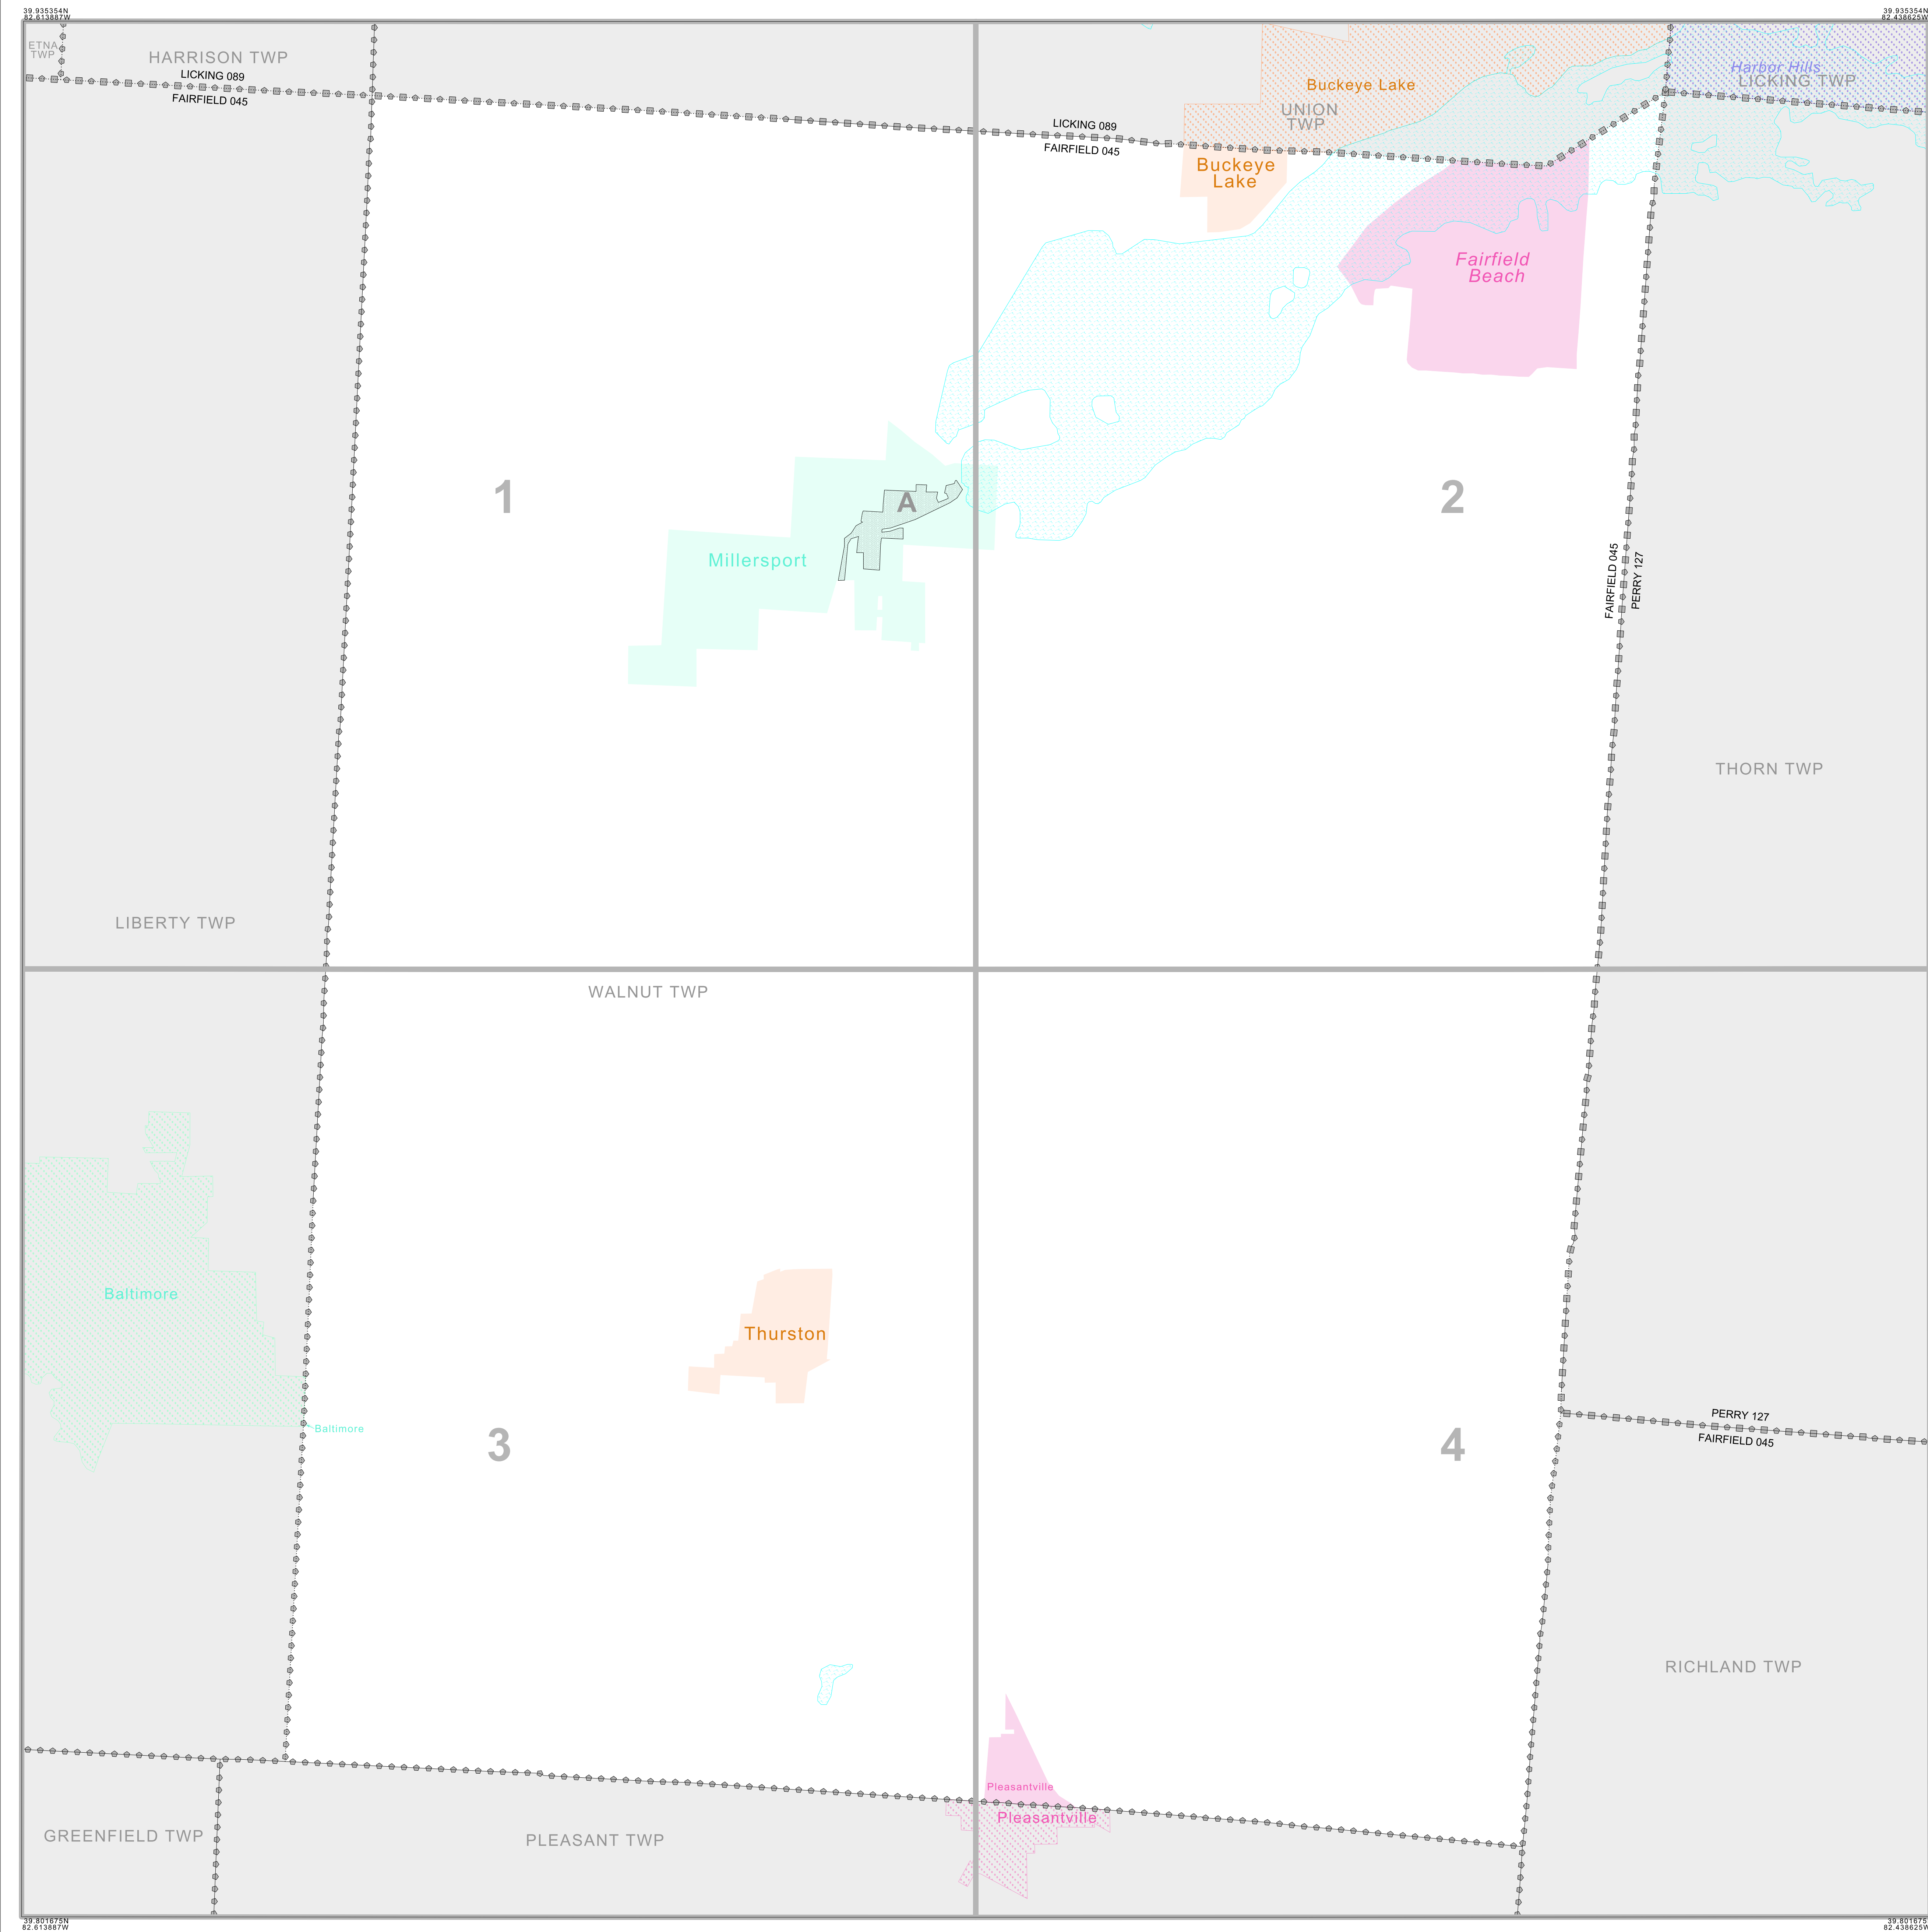 39.935354N
82.613887W
39.935354N
82.438625W
ETNA
TWP
HARRISON TWP
LICKING 089
FAIRFIELD 045
Buckeye Lake
UNION
TWP
Harbor Hills
LICKING TWP
LICKING 089
FAIRFIELD 045
Buckeye
Lake
Fairfield
Beach
1
A
2
Millersport
FAIRFIELD 045
PERRY 127
THORN TWP
LIBERTY TWP
WALNUT TWP
Baltimore
Thurston
Baltimore
3
4
PERRY 127
FAIRFIELD 045
RICHLAND TWP
Pleasantville
Pleasantville
GREENFIELD TWP
PLEASANT TWP
39.801675N
82.613887W
39.801675
82.438625W